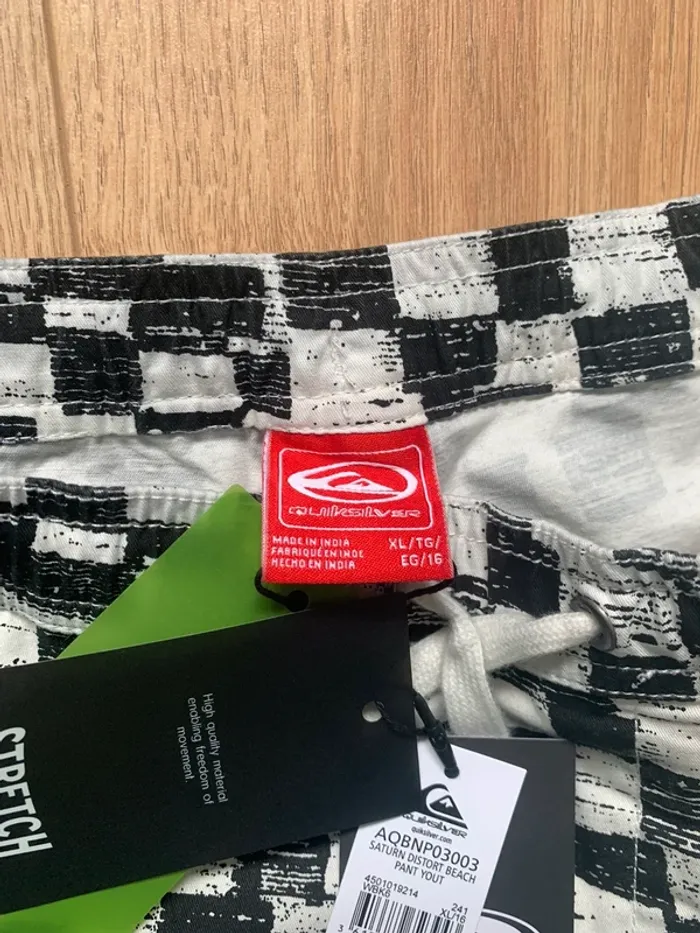 QUIKSILVER
MADE IN INDIA
FABRIQUÉ EN INDE
HECHO EN INDIA
XL/TG/
EG/16
High quality material
enabling freedom of
movement.
STRETCH
QUIKSILVER
quiksilver.com
AQBNP03003
SATURN DISTORT BEACH
PANT YOUT
4501019214
241
WBK6
XL/16